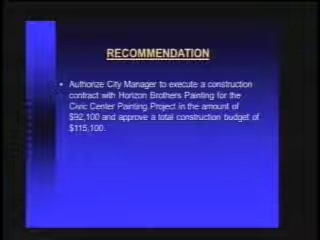 RECOMMENDATION
• Authorize City Manager to execute a construction
contract with Horizon Brothers Painting for the
Civic Center Painting Project in the amount of
$92,100 and approve a total construction budget of
$115,100.